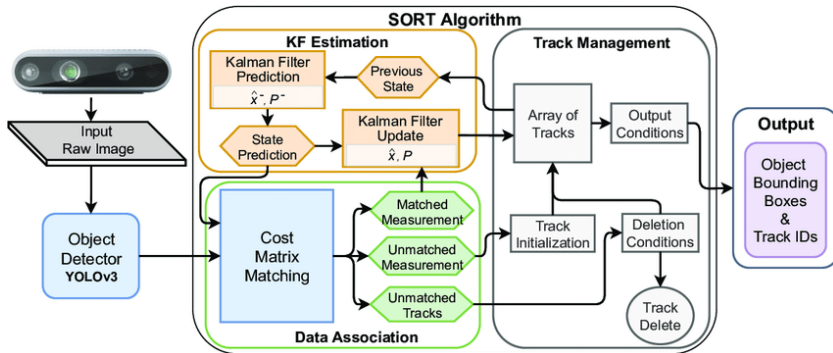 SORT Algorithm
KF Estimation
Kalman Filter
Prediction
x̂⁻, P⁻
Previous
State
State
Prediction
Kalman Filter
Update
x̂, P
Input
Raw Image
Object
Detector
YOLOv3
Cost
Matrix
Matching
Matched
Measurement
Unmatched
Measurement
Unmatched
Tracks
Data Association
Track Management
Array of
Tracks
Output
Conditions
Track
Initialization
Deletion
Conditions
Track
Delete
Output
Object
Bounding
Boxes
&
Track IDs